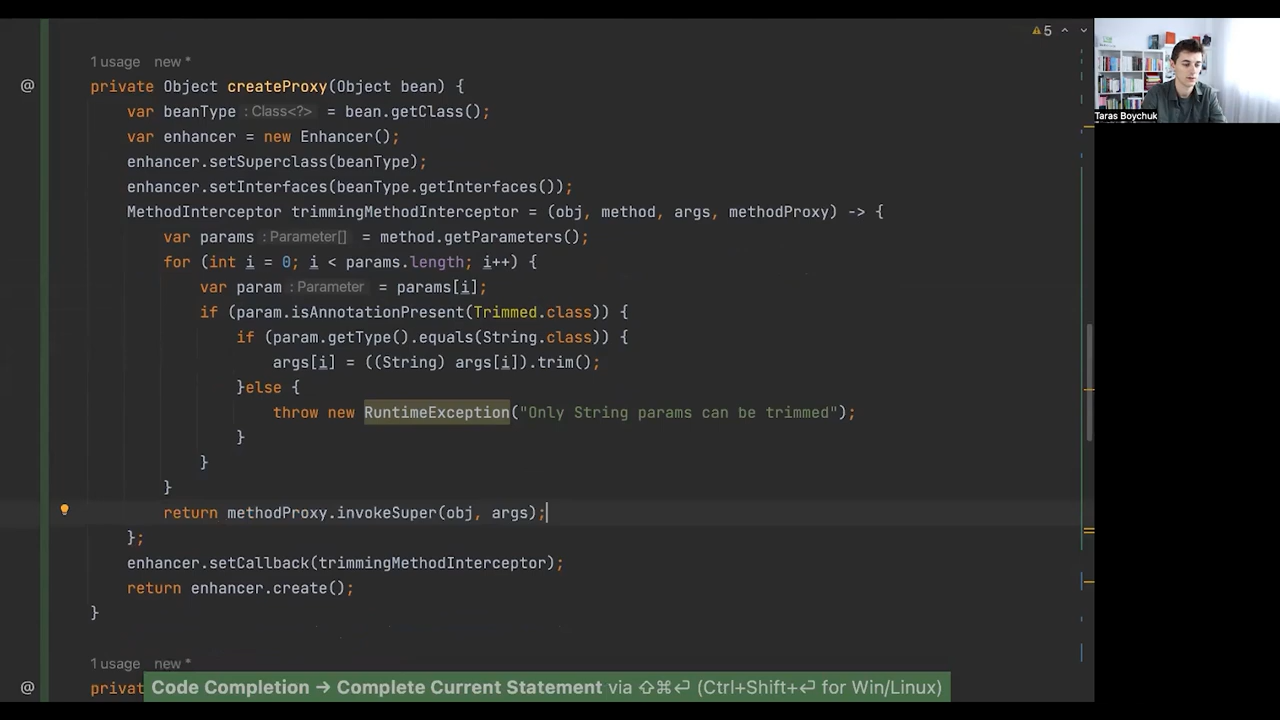 5
Taras Boychuk
1 usage new *
@
private Object createProxy(Object bean) {
var beanType : Class<?> = bean.getClass();
var enhancer = new Enhancer();
enhancer.setSuperclass(beanType);
enhancer.setInterfaces(beanType.getInterfaces());
MethodInterceptor trimmingMethodInterceptor = (obj, method, args, methodProxy) -> {
var params : Parameter[] = method.getParameters();
for (int i = 0; i < params.length; i++) {
var param : Parameter = params[i];
if (param.isAnnotationPresent(Trimmed.class)) {
if (param.getType().equals(String.class)) {
args[i] = ((String) args[i]).trim();
}else {
throw new RuntimeException("Only String params can be trimmed");
}
}
}
return methodProxy.invokeSuper(obj, args);
};
enhancer.setCallback(trimmingMethodInterceptor);
return enhancer.create();
}
1 usage new *
@
privat
Code Completion → Complete Current Statement via ⇧⌘⏎ (Ctrl+Shift+⏎ for Win/Linux)